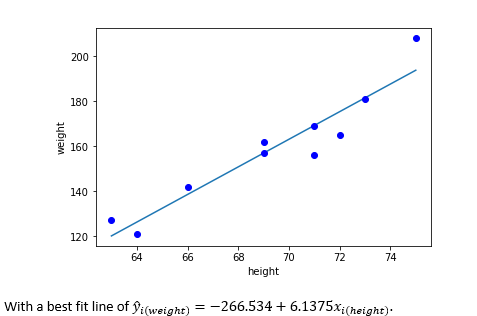 200
180
160
140
120
weight
64 66 68 70 72 74
height
With a best fit line of ŷᵢ₍weight₎ = −266.534 + 6.1375xᵢ₍height₎.